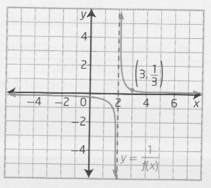 y
4
2
(3, 1/3)
-4 -2 0 2 4 6 x
-2
-4
y = 1/f(x)